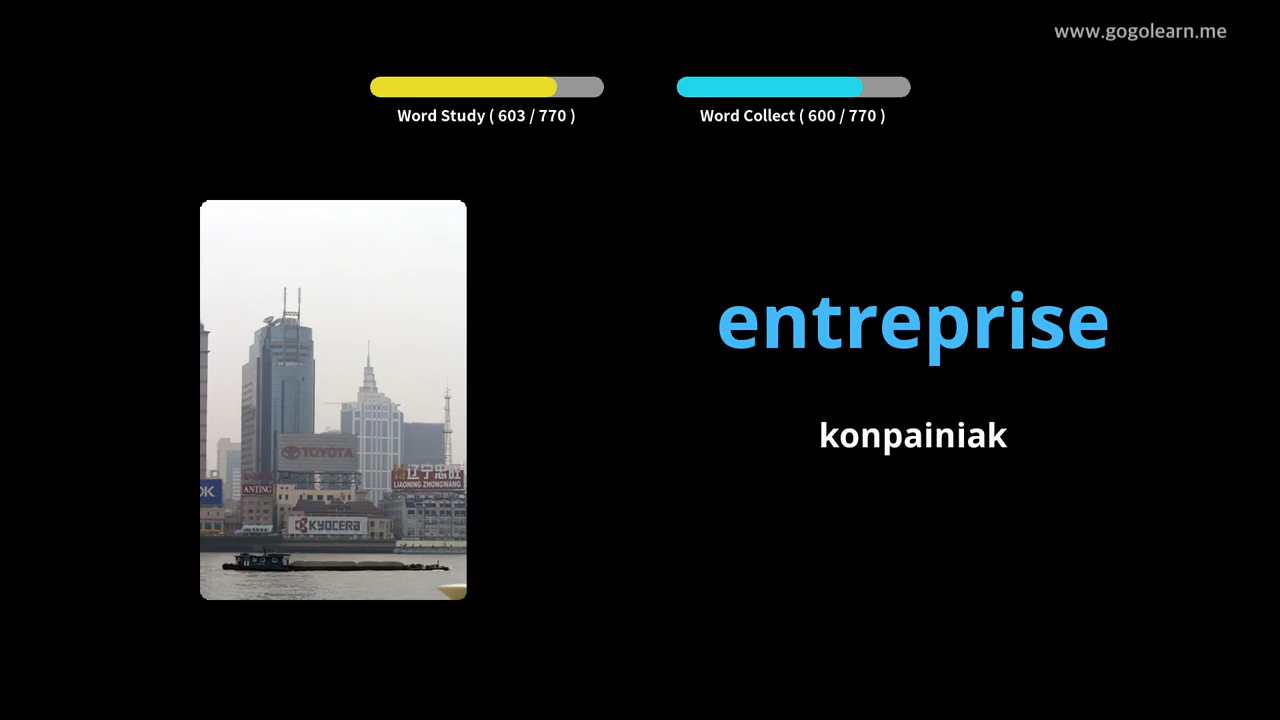 www.gogolearn.me
Word Study ( 603 / 770 )
Word Collect ( 600 / 770 )
entreprise
konpainiak
TOYOTA
辽宁忠旺
LIAONING ZHONGWANG
OK
ANTING
KYOCERA